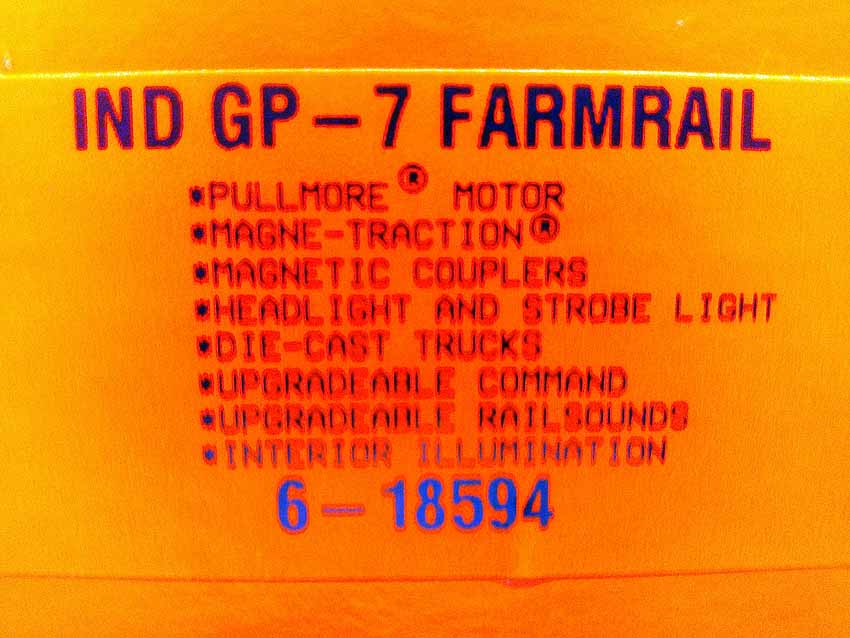 IND GP-7 FARMRAIL
*PULLMORE® MOTOR
*MAGNE-TRACTION®
*MAGNETIC COUPLERS
*HEADLIGHT AND STROBE LIGHT
*DIE-CAST TRUCKS
*UPGRADEABLE COMMAND
*UPGRADEABLE RAILSOUNDS
*INTERIOR ILLUMINATION
6-18594